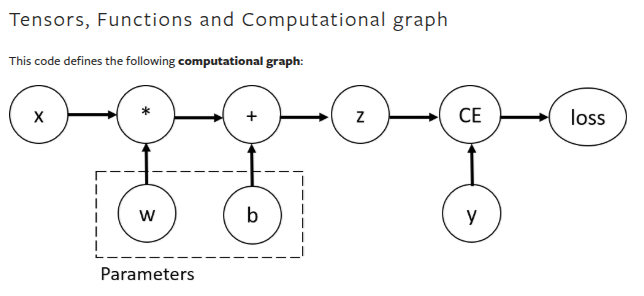 Tensors, Functions and Computational graph
This code defines the following computational graph:
x * + z CE loss
w b y
Parameters